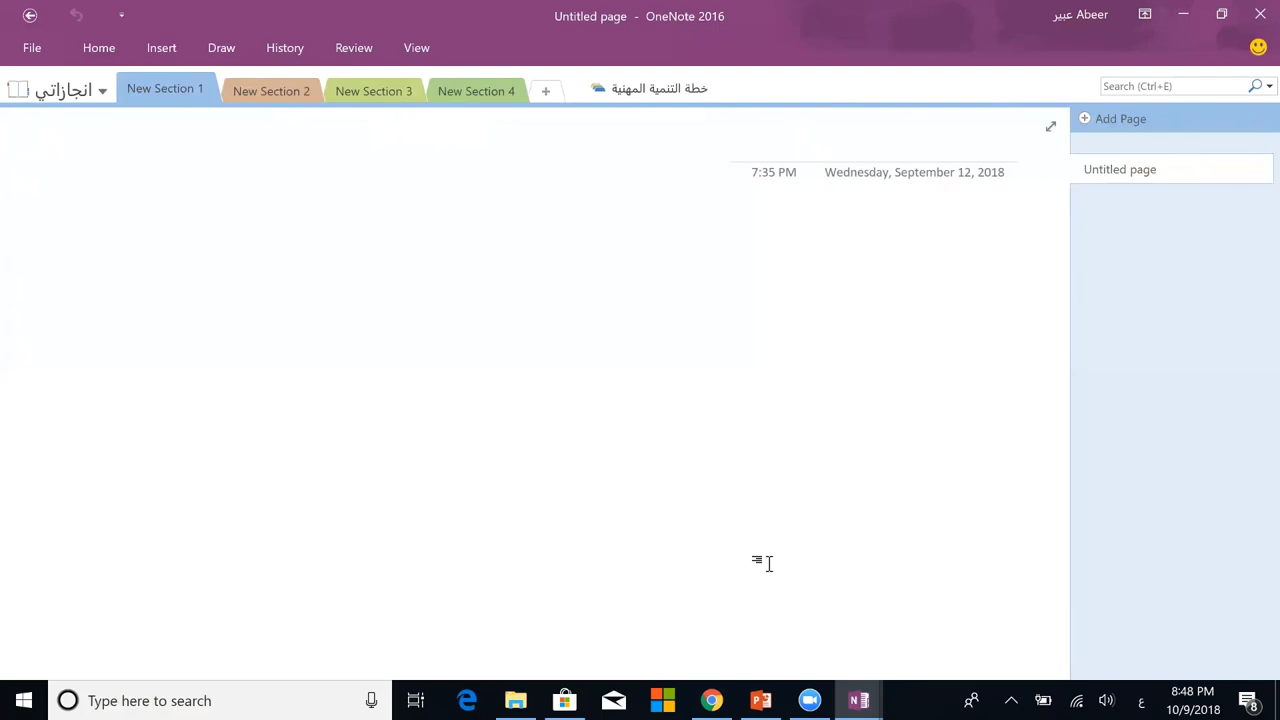 Untitled page - OneNote 2016
Abeer عبير
File Home Insert Draw History Review View
انجازاتي
New Section 1
New Section 2
New Section 3
New Section 4
خطة التنمية المهنية
Search (Ctrl+E)
Add Page
7:35 PM Wednesday, September 12, 2018
Untitled page
Type here to search
ع
8:48 PM
10/9/2018
8